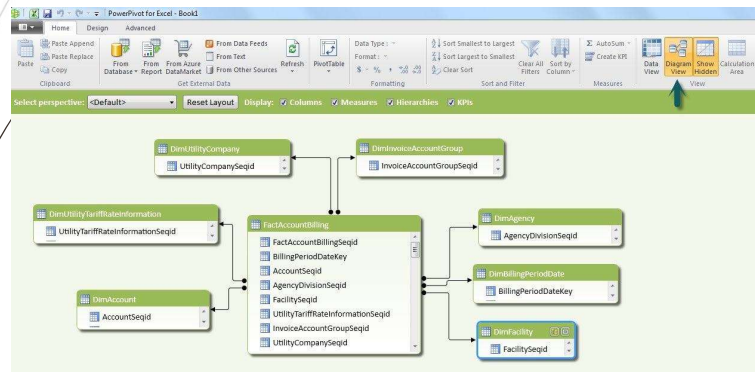 PowerPivot for Excel - Book1
Home Design Advanced
Paste
Paste Append
Paste Replace
Copy
Clipboard
From Database
From Report
From Azure DataMarket
From Data Feeds
From Text
From Other Sources
Get External Data
Refresh
PivotTable
Data Type :
Format :
$ % ,
Formatting
Sort Smallest to Largest
Sort Largest to Smallest
Clear Sort
Clear All Filters
Sort by Column
Sort and Filter
Σ AutoSum
Create KPI
Measures
Data View
Diagram View
Show Hidden
Calculation Area
View
Select perspective: <Default> Reset Layout Display: Columns Measures Hierarchies KPIs
DimUtilityCompany
UtilityCompanySeqid
DimInvoiceAccountGroup
InvoiceAccountGroupSeqid
DimUtilityTariffRateInformation
UtilityTariffRateInformationSeqid
DimAccount
AccountSeqid
FactAccountBilling
FactAccountBillingSeqid
BillingPeriodDateKey
AccountSeqid
AgencyDivisionSeqid
FacilitySeqid
UtilityTariffRateInformationSeqid
InvoiceAccountGroupSeqid
UtilityCompanySeqid
DimAgency
AgencyDivisionSeqid
DimBillingPeriodDate
BillingPeriodDateKey
DimFacility
FacilitySeqid